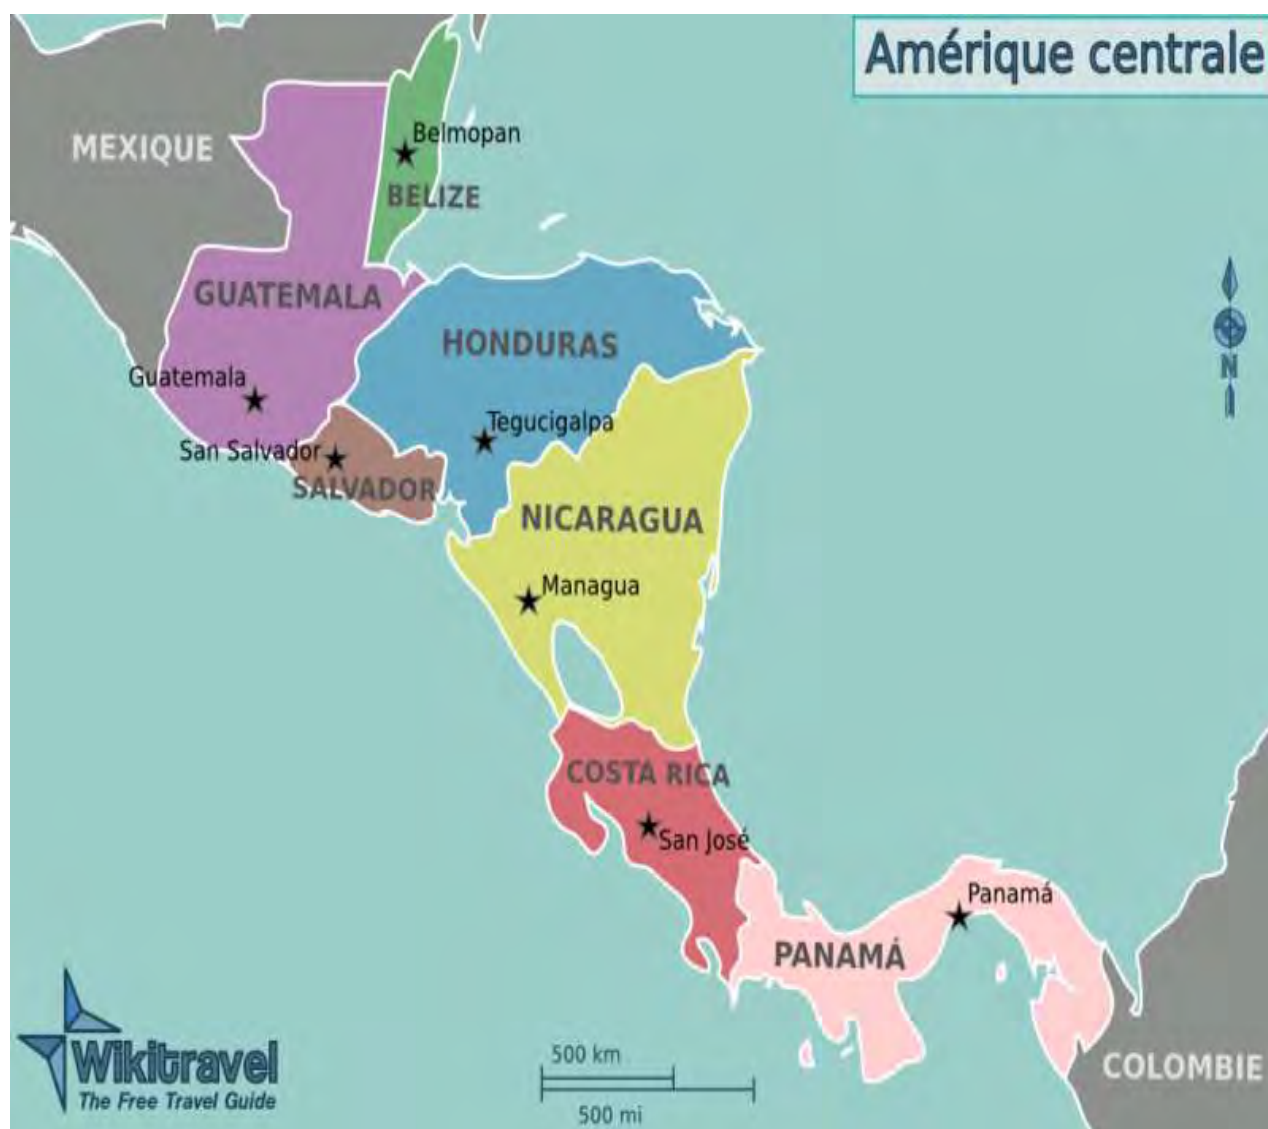 Amérique centrale
MEXIQUE
Belmopan
BELIZE
GUATEMALA
HONDURAS
Guatemala
Tegucigalpa
San Salvador
SALVADOR
NICARAGUA
N
Managua
COSTA RICA
San José
Panamá
PANAMÁ
COLOMBIE
500 km
500 mi
Wikitravel
The Free Travel Guide